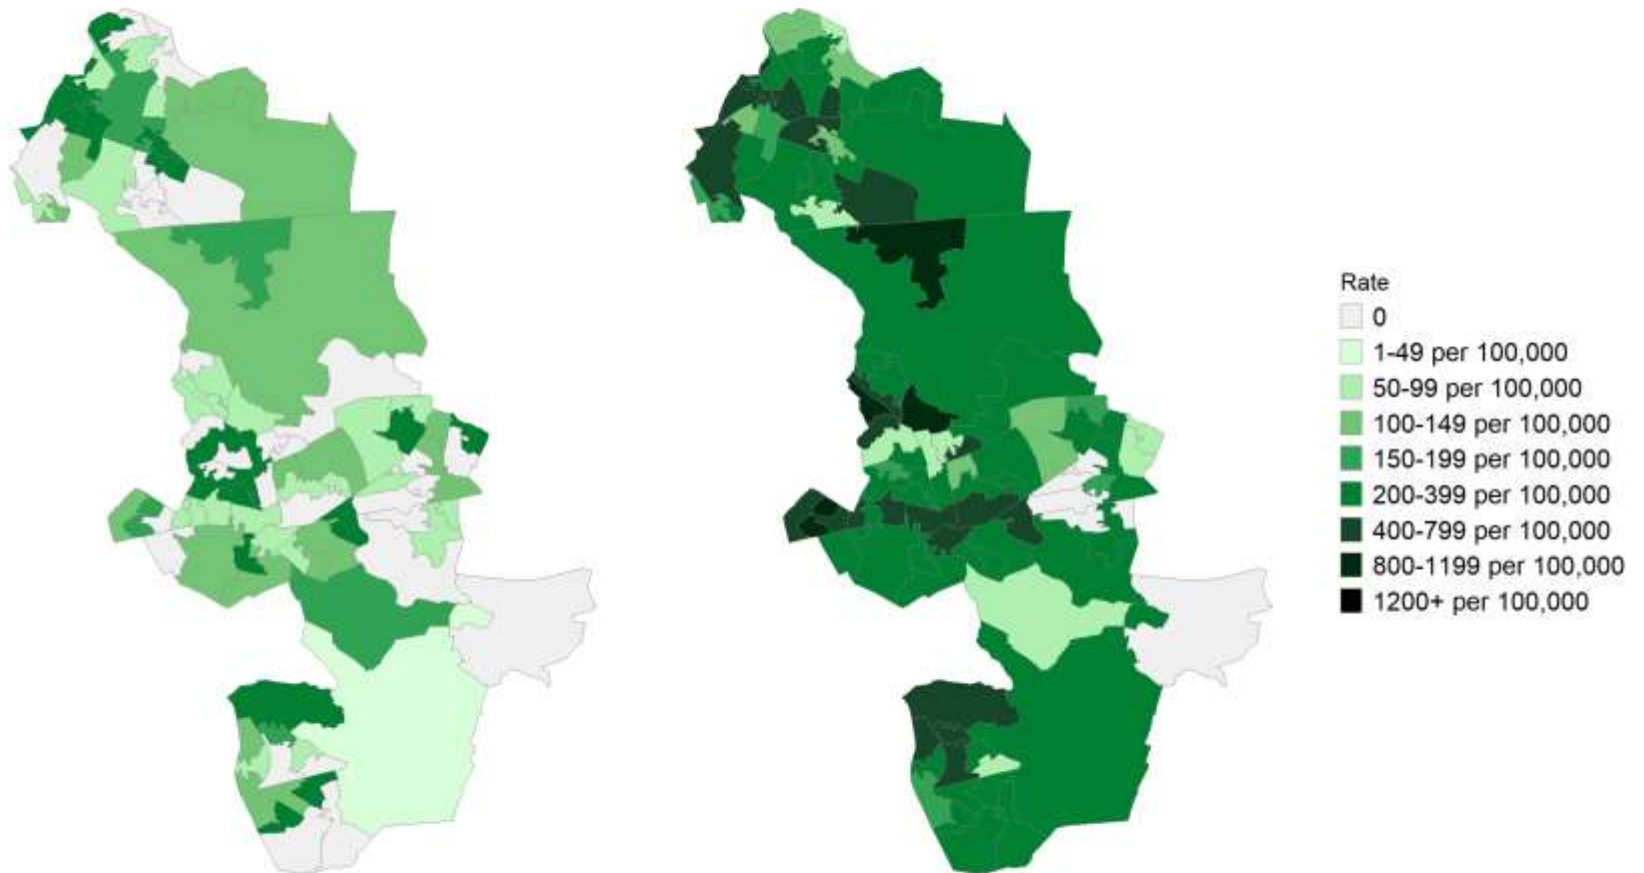 Rate
0
1-49 per 100,000
50-99 per 100,000
100-149 per 100,000
150-199 per 100,000
200-399 per 100,000
400-799 per 100,000
800-1199 per 100,000
1200+ per 100,000